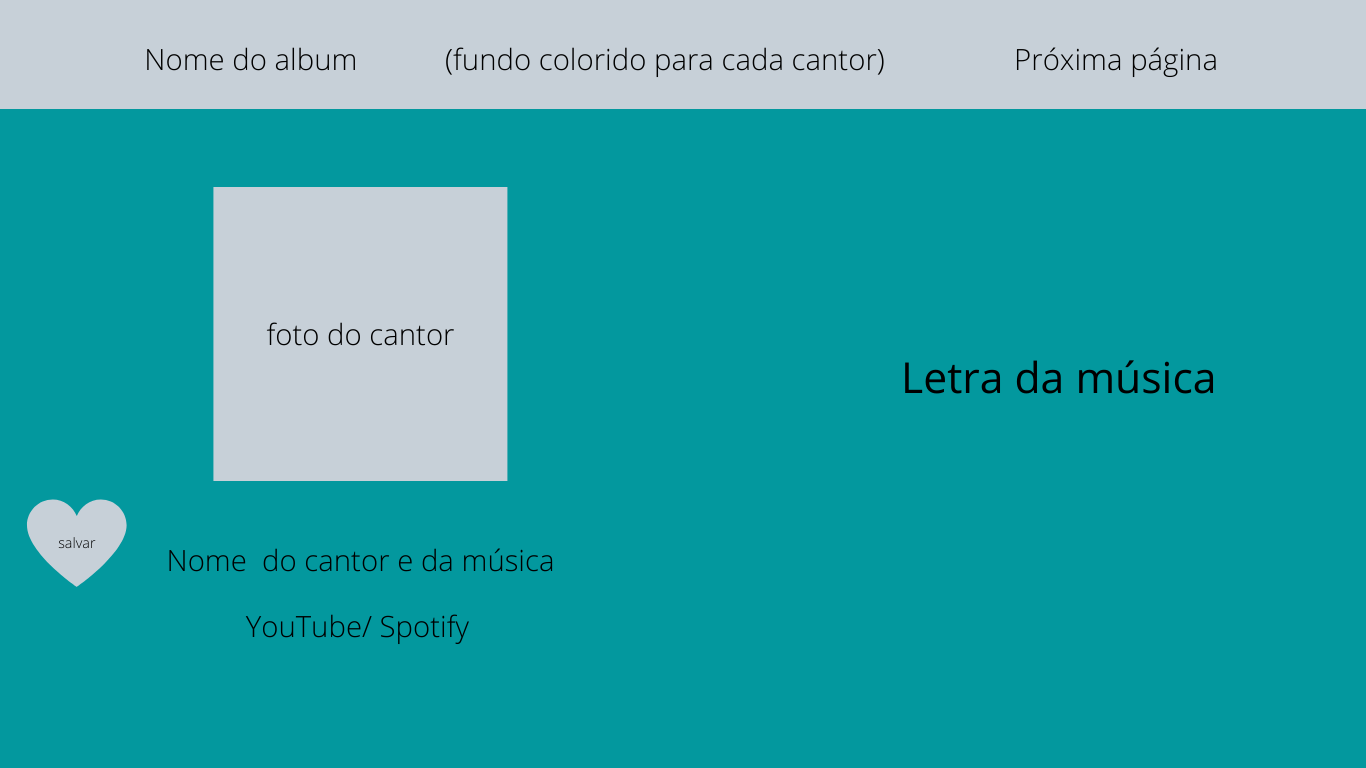 Nome do album
(fundo colorido para cada cantor)
Próxima página
foto do cantor
Letra da música
salvar
Nome  do cantor e da música
YouTube/ Spotify